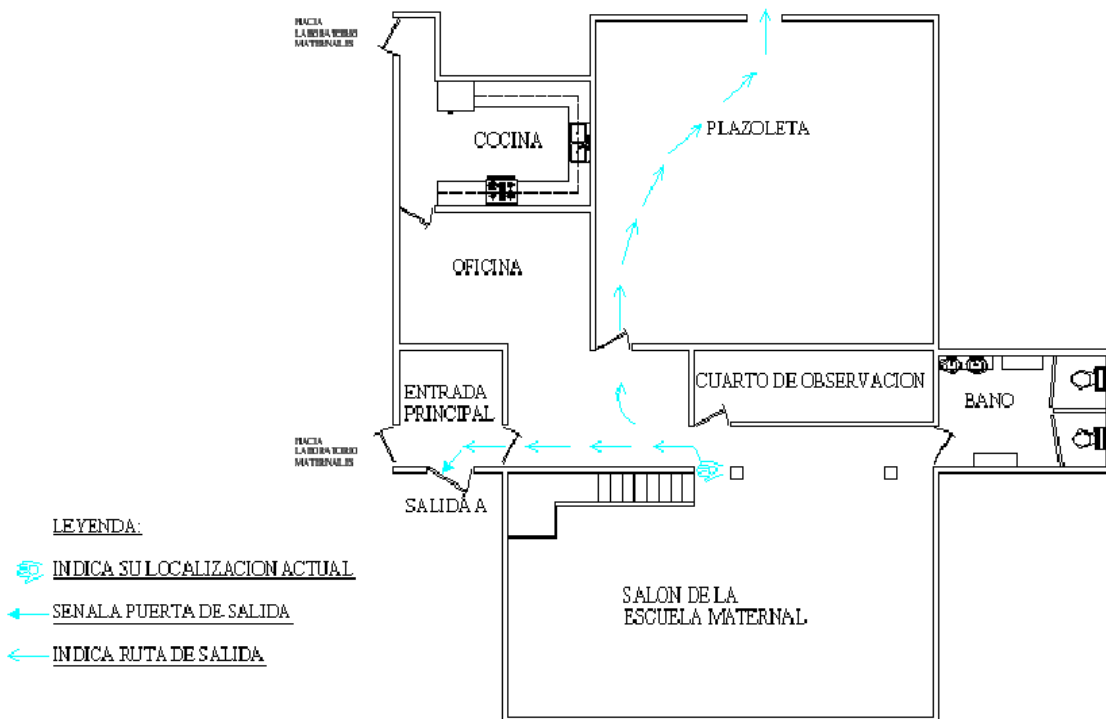 HACIA
LABORATORIO
MATERNALES
COCINA
PLAZOLETA
OFICINA
ENTRADA
PRINCIPAL
CUARTO DE OBSERVACION
BANO
HACIA
LABORATORIO
MATERNALES
SALIDA A
LEYENDA:
INDICA SU LOCALIZACION ACTUAL
SENALA PUERTA DE SALIDA
INDICA RUTA DE SALIDA
SALON DE LA
ESCUELA MATERNAL